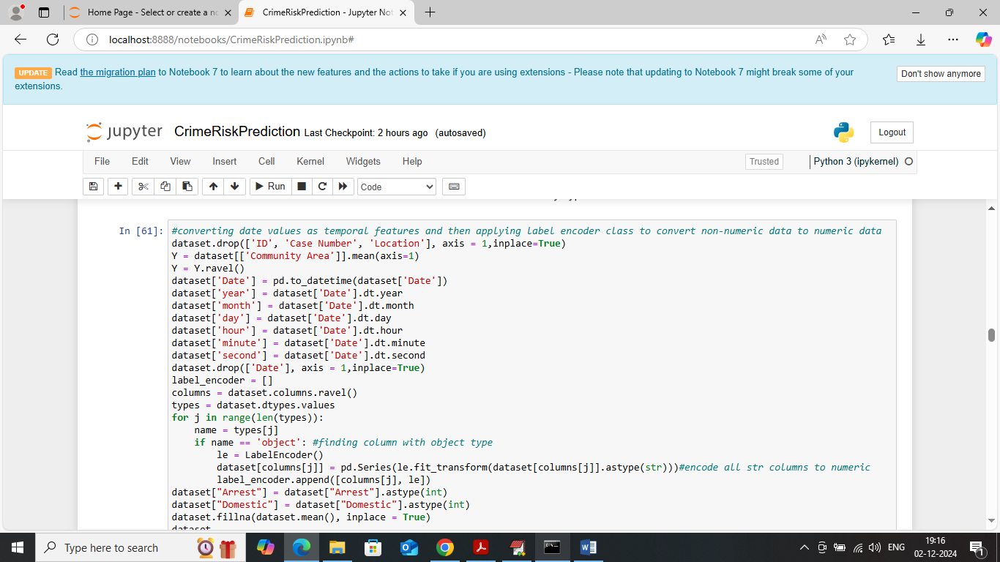 Home Page - Select or create a no
CrimeRiskPrediction - Jupyter Not
localhost:8888/notebooks/CrimeRiskPrediction.ipynb#
UPDATE Read the migration plan to Notebook 7 to learn about the new features and the actions to take if you are using extensions - Please note that updating to Notebook 7 might break some of your
extensions.
Don't show anymore
jupyter CrimeRiskPrediction Last Checkpoint: 2 hours ago (autosaved)
Logout
File Edit View Insert Cell Kernel Widgets Help
Trusted
Python 3 (ipykernel)
Run
Code
In [61]:
#converting date values as temporal features and then applying label encoder class to convert non-numeric data to numeric data
dataset.drop(['ID', 'Case Number', 'Location'], axis = 1,inplace=True)
Y = dataset[['Community Area']].mean(axis=1)
Y = Y.ravel()
dataset['Date'] = pd.to_datetime(dataset['Date'])
dataset['year'] = dataset['Date'].dt.year
dataset['month'] = dataset['Date'].dt.month
dataset['day'] = dataset['Date'].dt.day
dataset['hour'] = dataset['Date'].dt.hour
dataset['minute'] = dataset['Date'].dt.minute
dataset['second'] = dataset['Date'].dt.second
dataset.drop(['Date'], axis = 1,inplace=True)
label_encoder = []
columns = dataset.columns.ravel()
types = dataset.dtypes.values
for j in range(len(types)):
    name = types[j]
    if name == 'object': #finding column with object type
        le = LabelEncoder()
        dataset[columns[j]] = pd.Series(le.fit_transform(dataset[columns[j]].astype(str)))#encode all str columns to numeric
        label_encoder.append([columns[j], le])
dataset["Arrest"] = dataset["Arrest"].astype(int)
dataset["Domestic"] = dataset["Domestic"].astype(int)
dataset.fillna(dataset.mean(), inplace = True)
dataset
Type here to search
ENG
19:16
02-12-2024
1